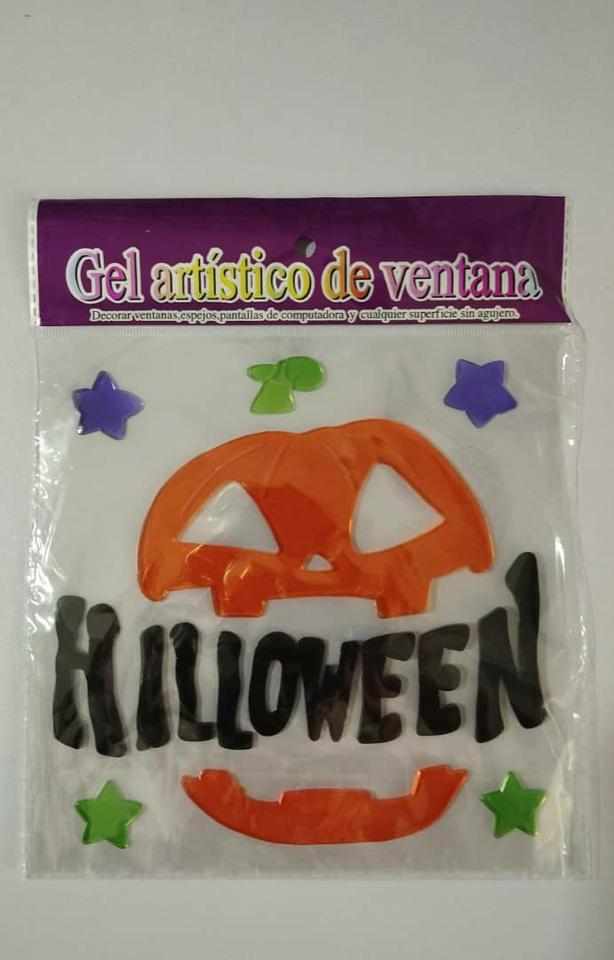 Gel artístico de ventana
Decorar ventanas,espejos,pantallas de computadora y cualquier superficie sin agujero.
HILLOWEEN